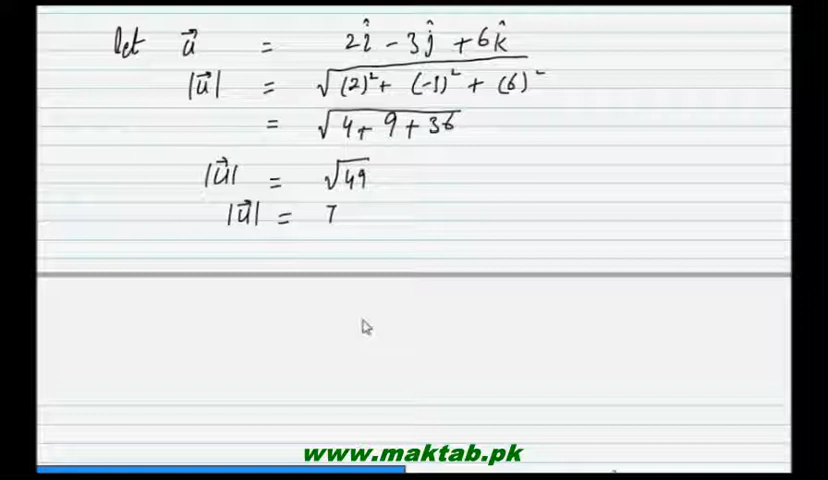 let u⃗ = 2î - 3ĵ + 6k̂
|u⃗| = √((2)² + (-3)² + (6)²)
= √(4 + 9 + 36)
|u⃗| = √49
|u⃗| = 7
www.maktab.pk